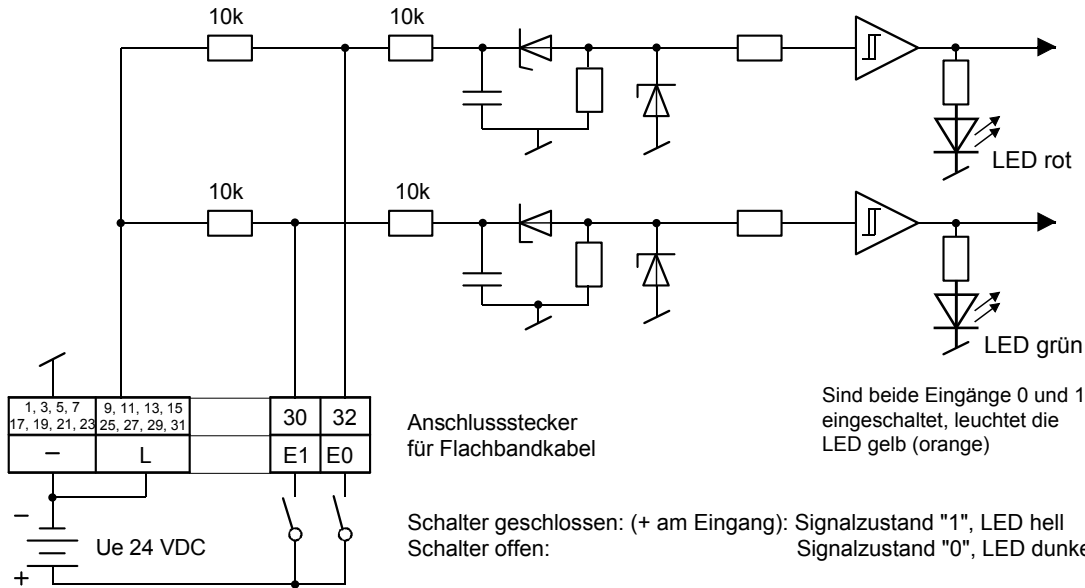 10k
10k
LED rot
10k
10k
LED grün
1, 3, 5, 7
17, 19, 21, 23
9, 11, 13, 15
25, 27, 29, 31
30
32
–
L
E1
E0
Anschlussstecker
für Flachbandkabel
Sind beide Eingänge 0 und 1
eingeschaltet, leuchtet die
LED gelb (orange)
–
Ue 24 VDC
+
Schalter geschlossen: (+ am Eingang): Signalzustand "1", LED hell
Schalter offen: Signalzustand "0", LED dunke